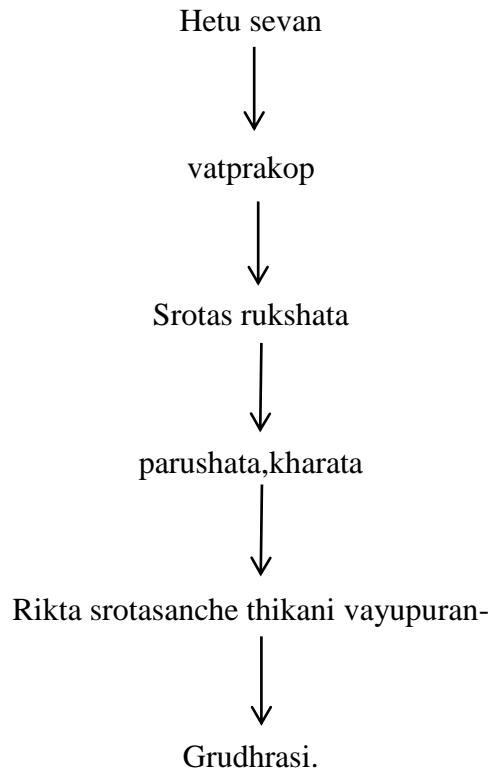 Hetu sevan
vatprakop
Srotas rukshata
parushata,kharata
Rikta srotasanche thikani vayupuran-
Grudhrasi.